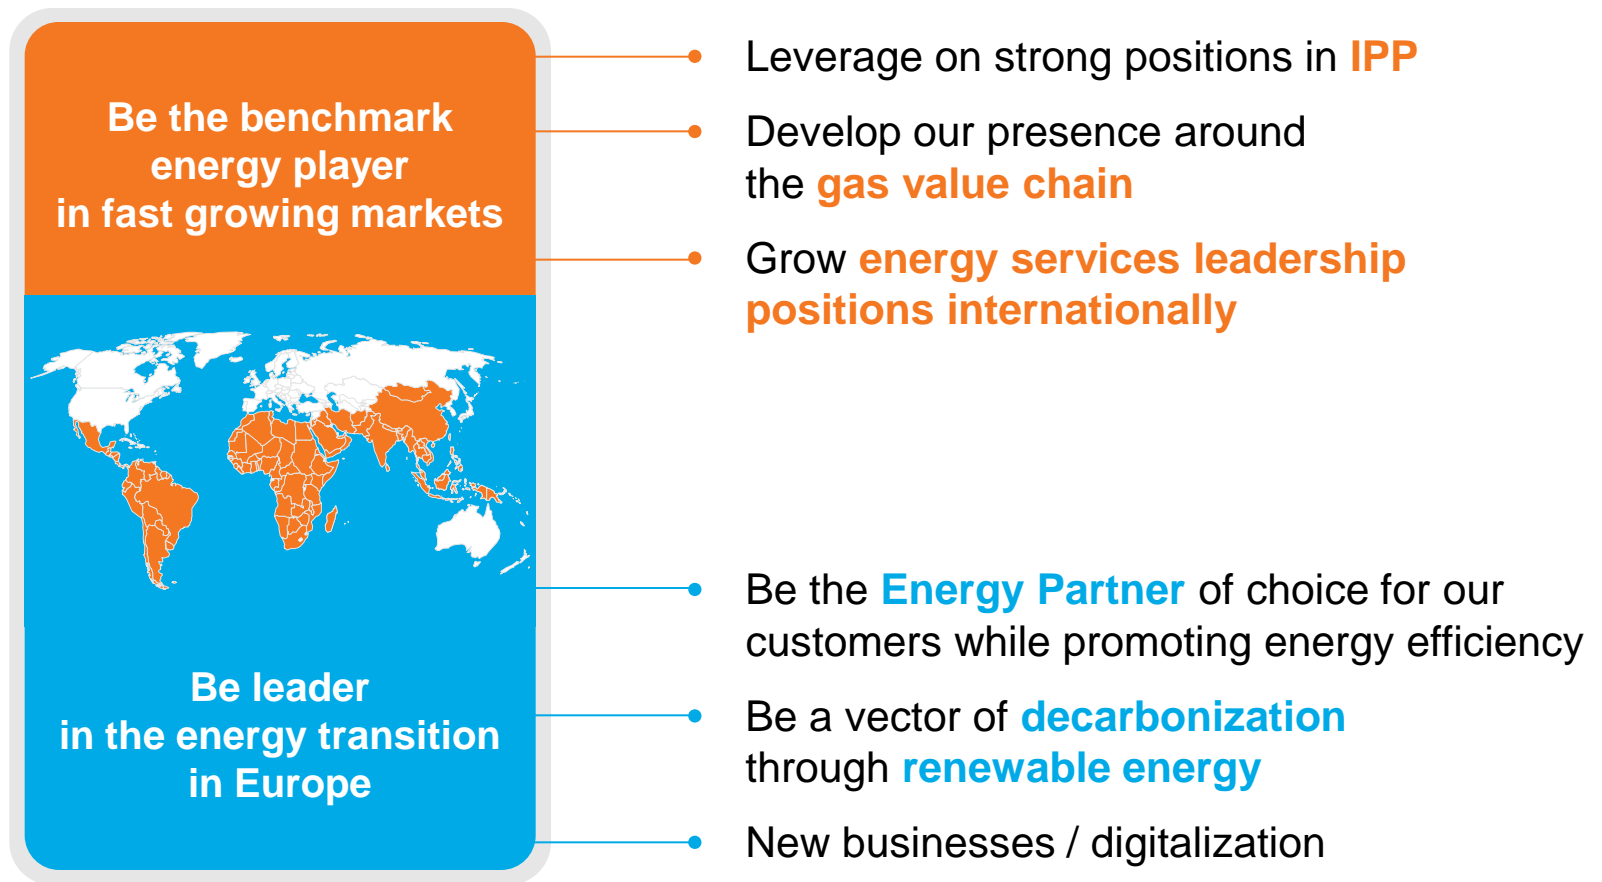 Be the benchmark
energy player
in fast growing markets
Leverage on strong positions in IPP
Develop our presence around
the gas value chain
Grow energy services leadership
positions internationally
Be leader
in the energy transition
in Europe
Be the Energy Partner of choice for our
customers while promoting energy efficiency
Be a vector of decarbonization
through renewable energy
New businesses / digitalization